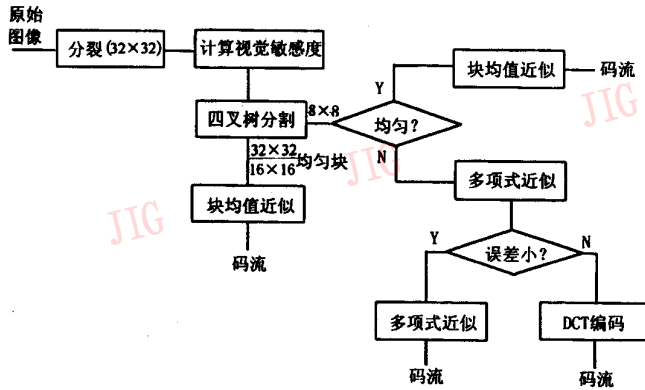 原始
图像
分裂(32×32)
计算视觉敏感度
四叉树分割
8×8
均匀?
Y
块均值近似
码流
N
32×32
16×16
均匀块
块均值近似
码流
多项式近似
误差小?
Y
N
多项式近似
DCT编码
码流
码流
JIG
JIG
JIG